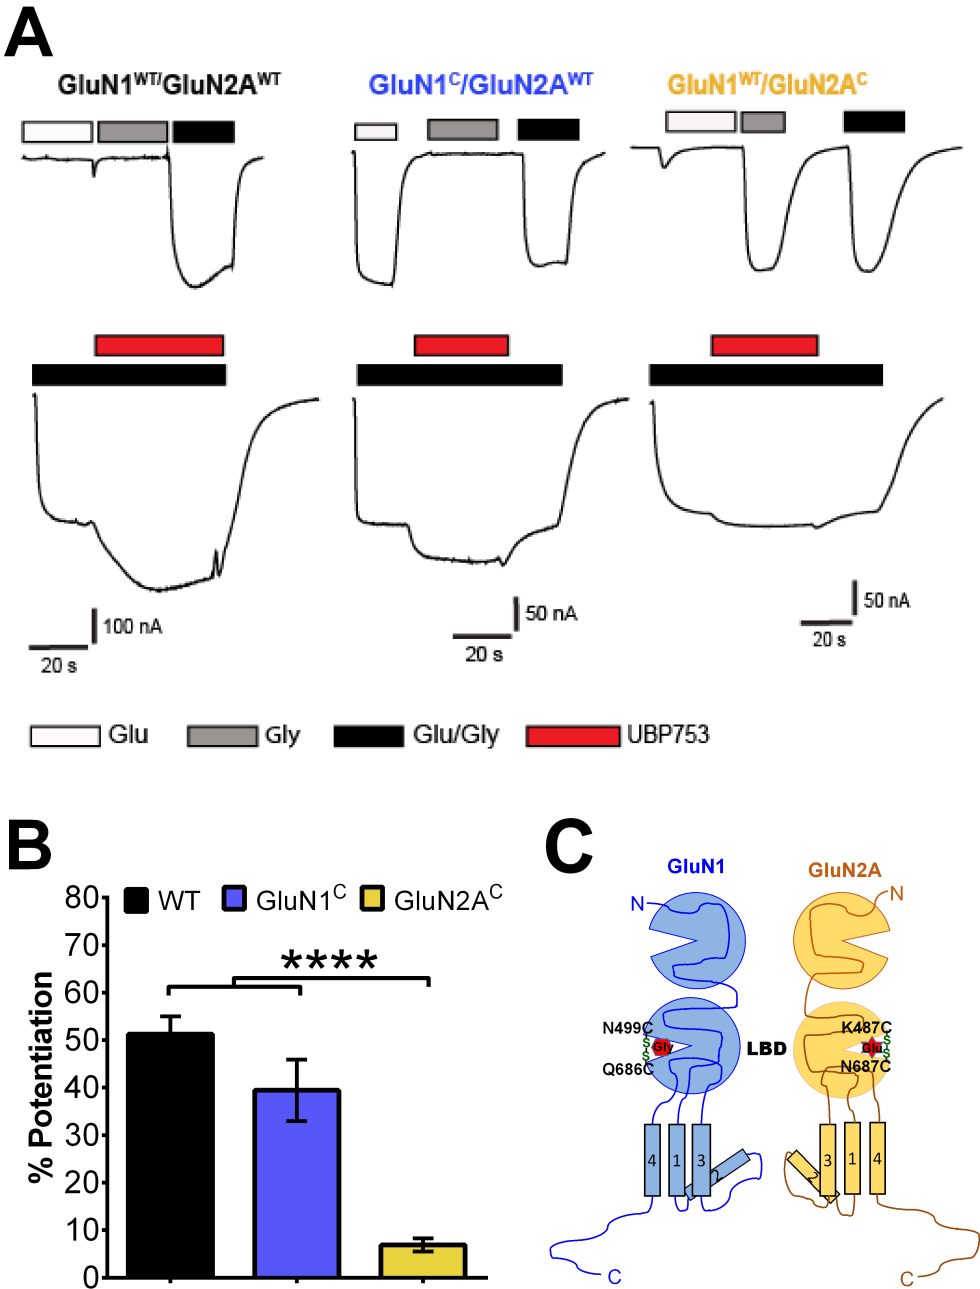 A
GluN1WT/GluN2AWT GluN1C/GluN2AWT GluN1WT/GluN2AC
100 nA 50 nA 50 nA
20 s 20 s 20 s
Glu Gly Glu/Gly UBP753
B
% Potentiation
80
70
60
50
40
30
20
10
0
WT GluN1C GluN2AC
****
C
GluN1 GluN2A
N N
N499C K487C
S S
Gly LBD Glu
S S
Q686C N687C
4 1 3 2 2 3 1 4
C C